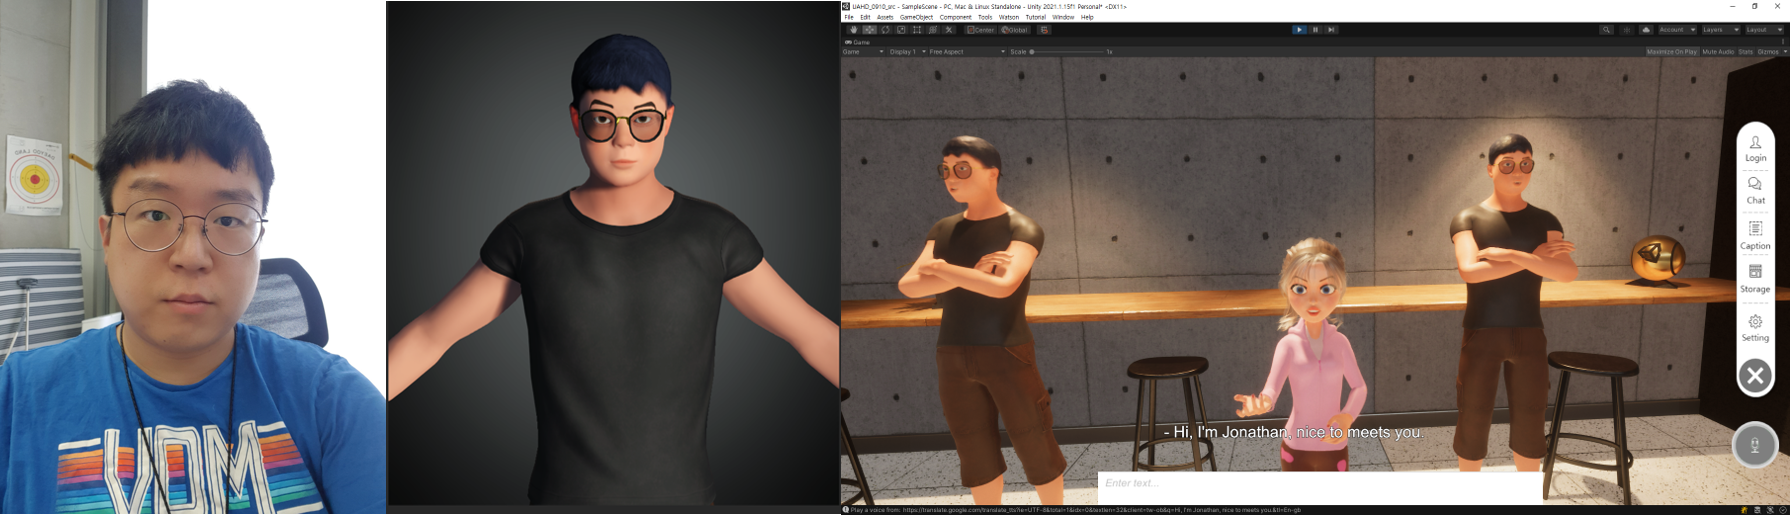 SARYOO LARO
VDM
UAHD_0910_src - SampleScene - PC, Mac & Linux Standalone - Unity 2021.1.15f1 Personal* <DX11>
File Edit Assets GameObject Component Tools Watson Tutorial Window Help
Center Global
Account Layers Layout
Game
Game Display 1 Free Aspect Scale 1x
Maximize On Play Mute Audio Stats Gizmos
Login
Chat
Caption
Storage
Setting
- Hi, I'm Jonathan, nice to meets you.
Enter text...
Play a voice from: https://translate.google.com/translate_tts?ie=UTF-8&total=1&idx=0&textlen=32&client=tw-ob&q=Hi, I'm Jonathan, nice to meets you.&tl=En-gb